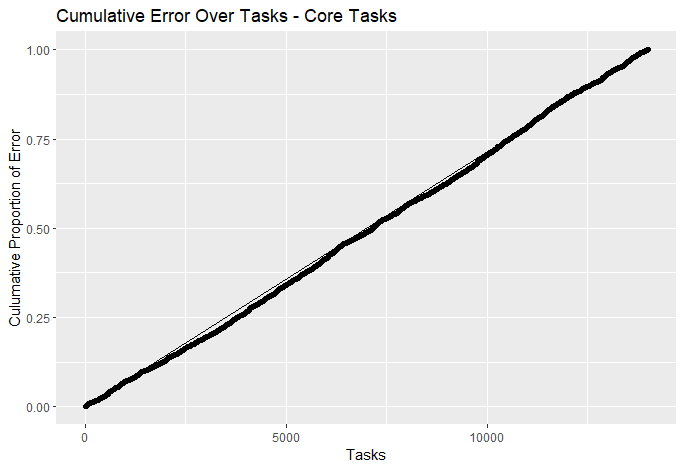 Cumulative Error Over Tasks - Core Tasks
1.00
0.75
0.50
0.25
0.00
Culumative Proportion of Error
0
5000
10000
Tasks